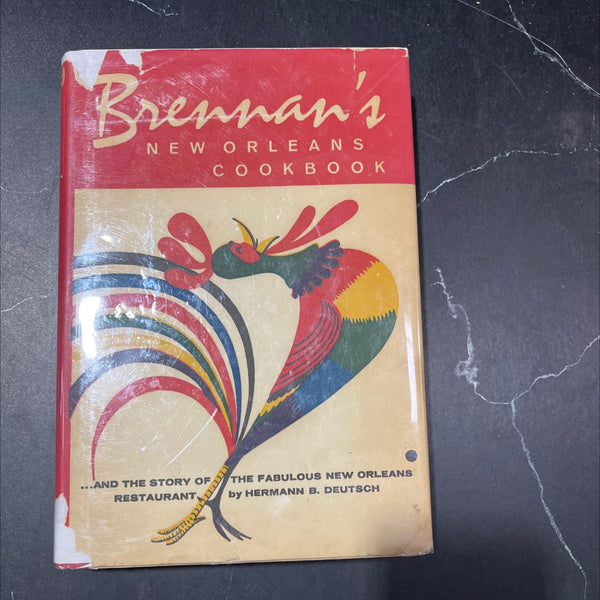 Brennan's
NEW ORLEANS
COOKBOOK
...AND THE STORY OF THE FABULOUS NEW ORLEANS
RESTAURANT by HERMANN B. DEUTSCH